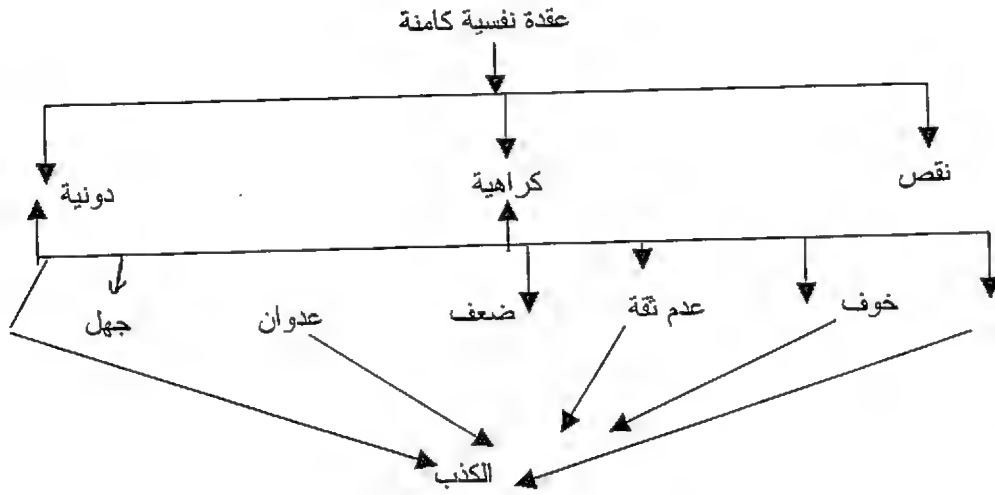 عقدة نفسية كامنة
نقص كراهية دونية
خوف عدم ثقة ضعف عدوان جهل
الكذب